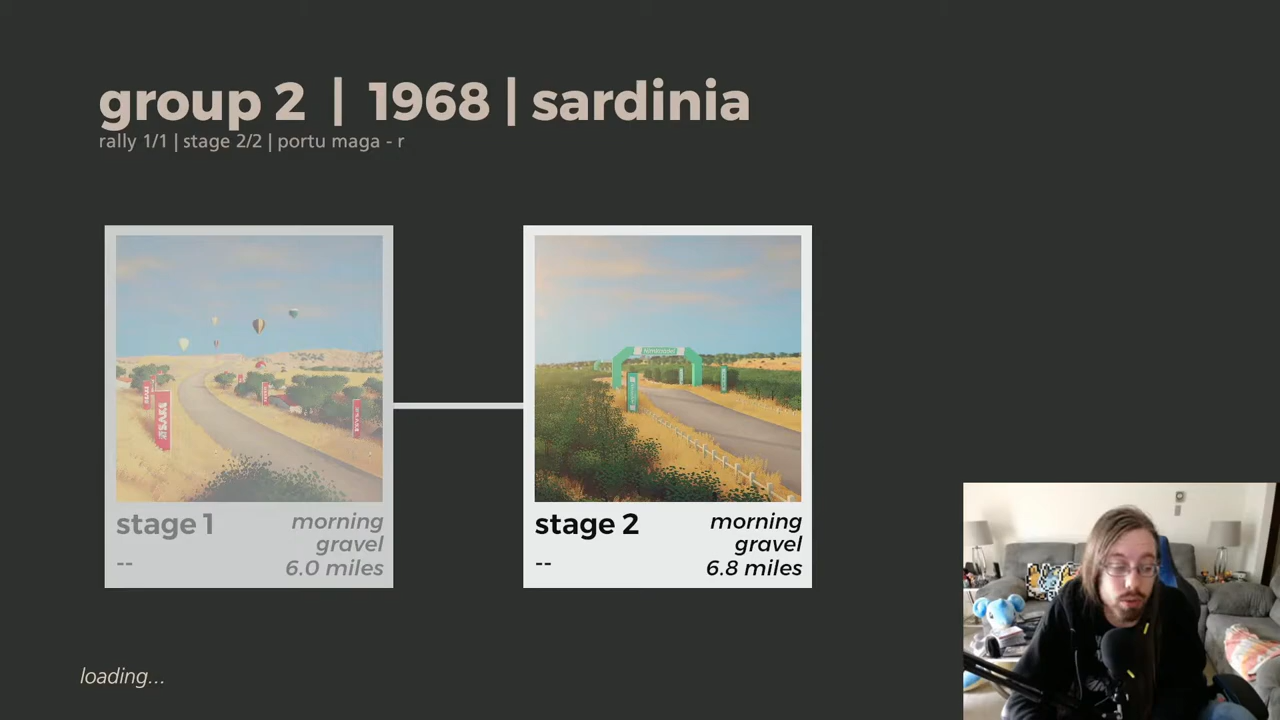 group 2 | 1968 | sardinia
rally 1/1 | stage 2/2 | portu maga - r
stage 1
morning
gravel
--
6.0 miles
stage 2
morning
gravel
--
6.8 miles
loading...